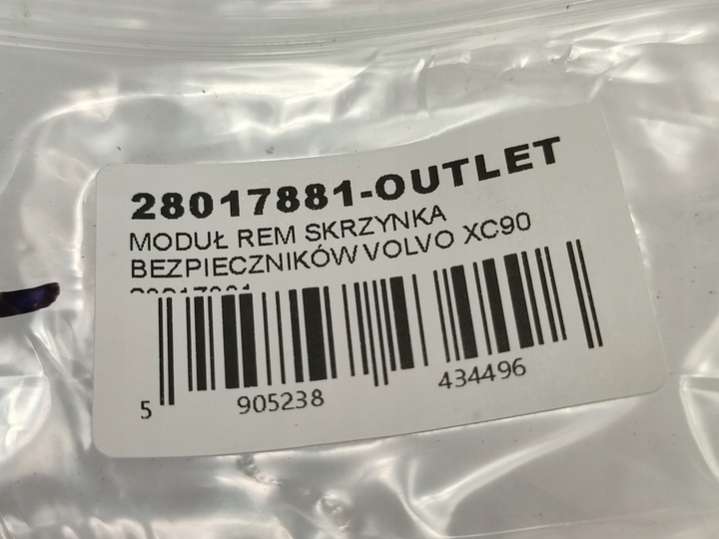 28017881-OUTLET
MODUŁ REM SKRZYNKA
BEZPIECZNIKÓW VOLVO XC90
5 905238 434496